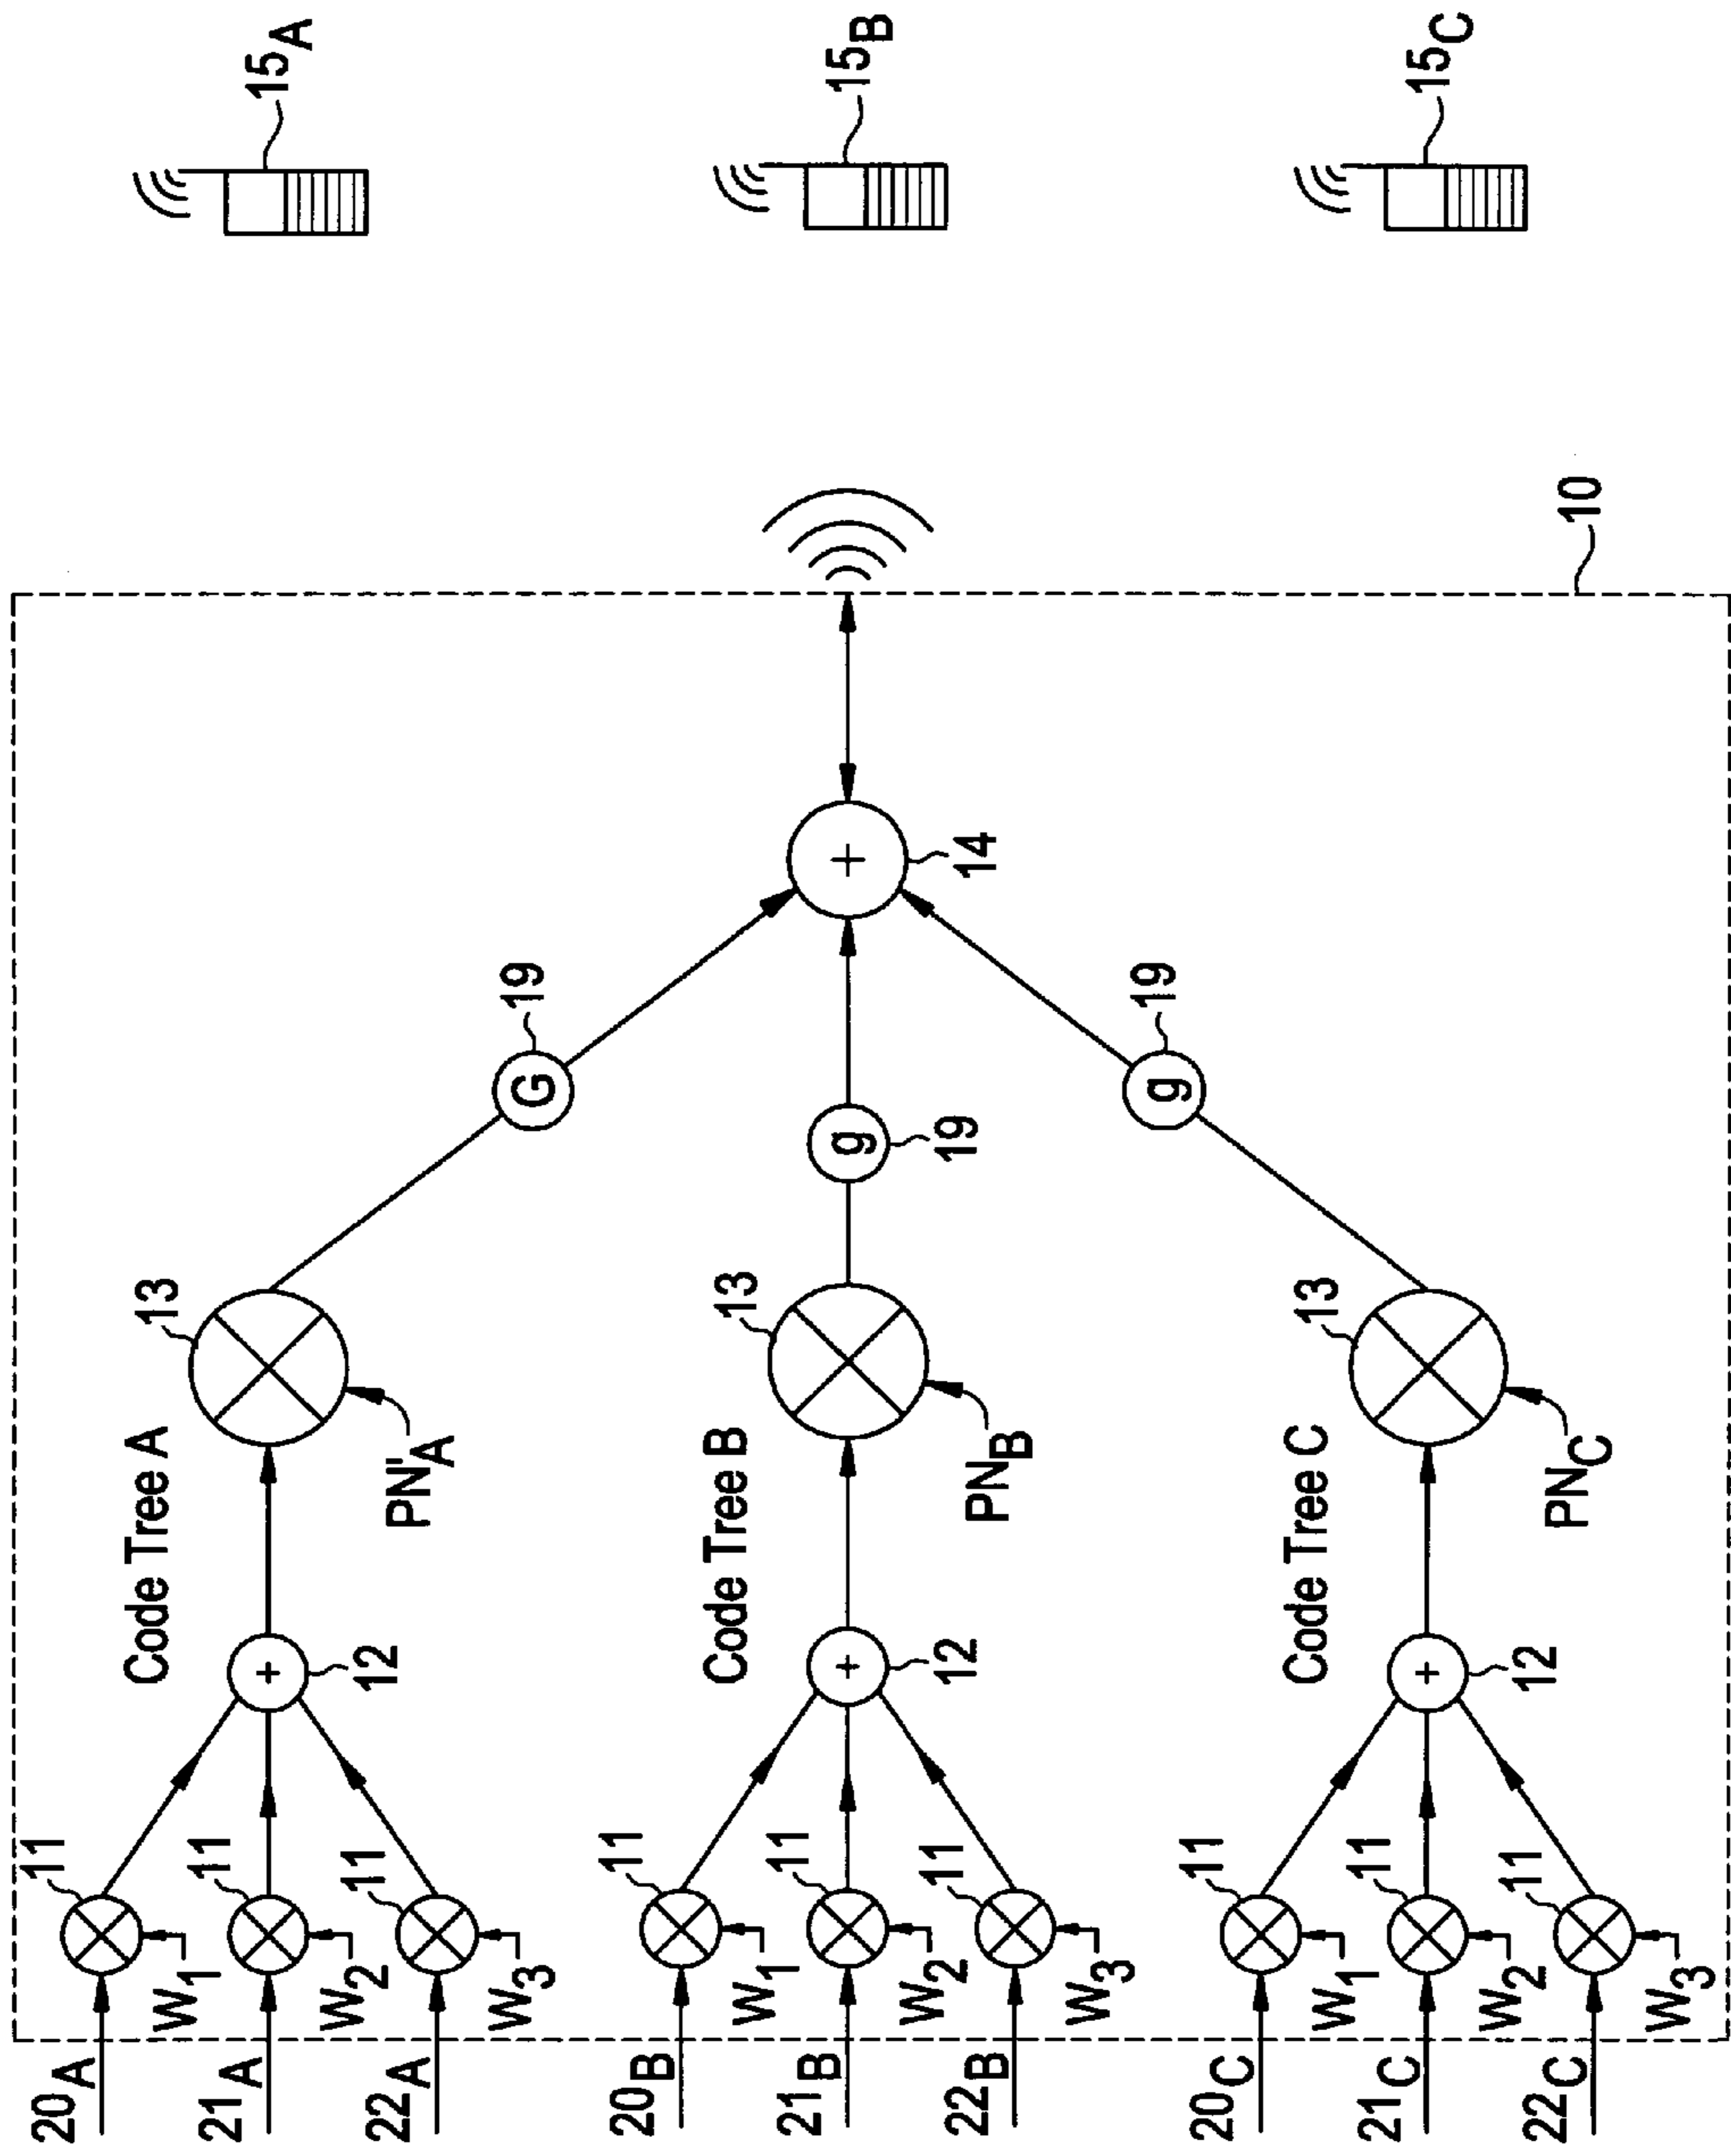 20A
W1
11
21A
W2
11
22A
W3
11
+
12
Code Tree A
13
PN'A
G
19
15A
20B
W1
11
21B
W2
11
22B
W3
11
+
12
Code Tree B
13
PNB
g
19
+
14
15B
20C
W1
11
21C
W2
11
22C
W3
11
+
12
Code Tree C
13
PNC
g
19
10
15C